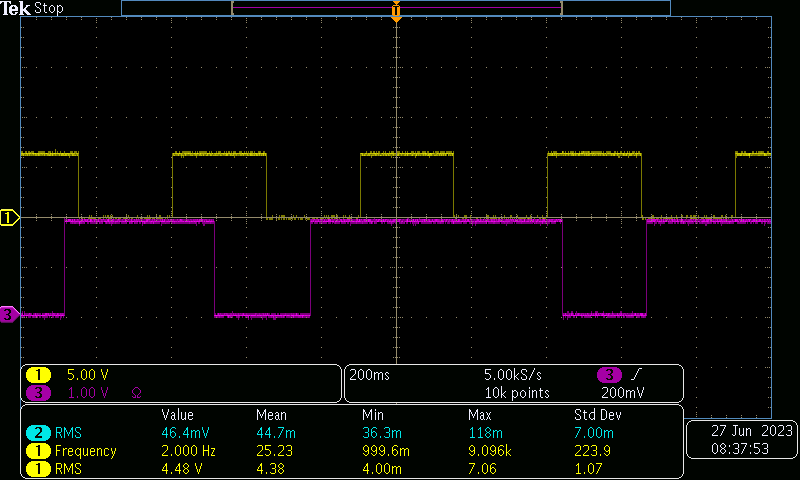 Tek Stop
T
1
3
1 5.00 V
3 1.00 V Ω
200ms 5.00kS/s 3
10k points 200mV
Value Mean Min Max Std Dev
2 RMS 46.4mV 44.7m 36.3m 118m 7.00m
1 Frequency 2.000 Hz 25.23 999.6m 9.096k 223.9
1 RMS 4.48 V 4.38 4.00m 7.06 1.07
27 Jun 2023
08:37:53